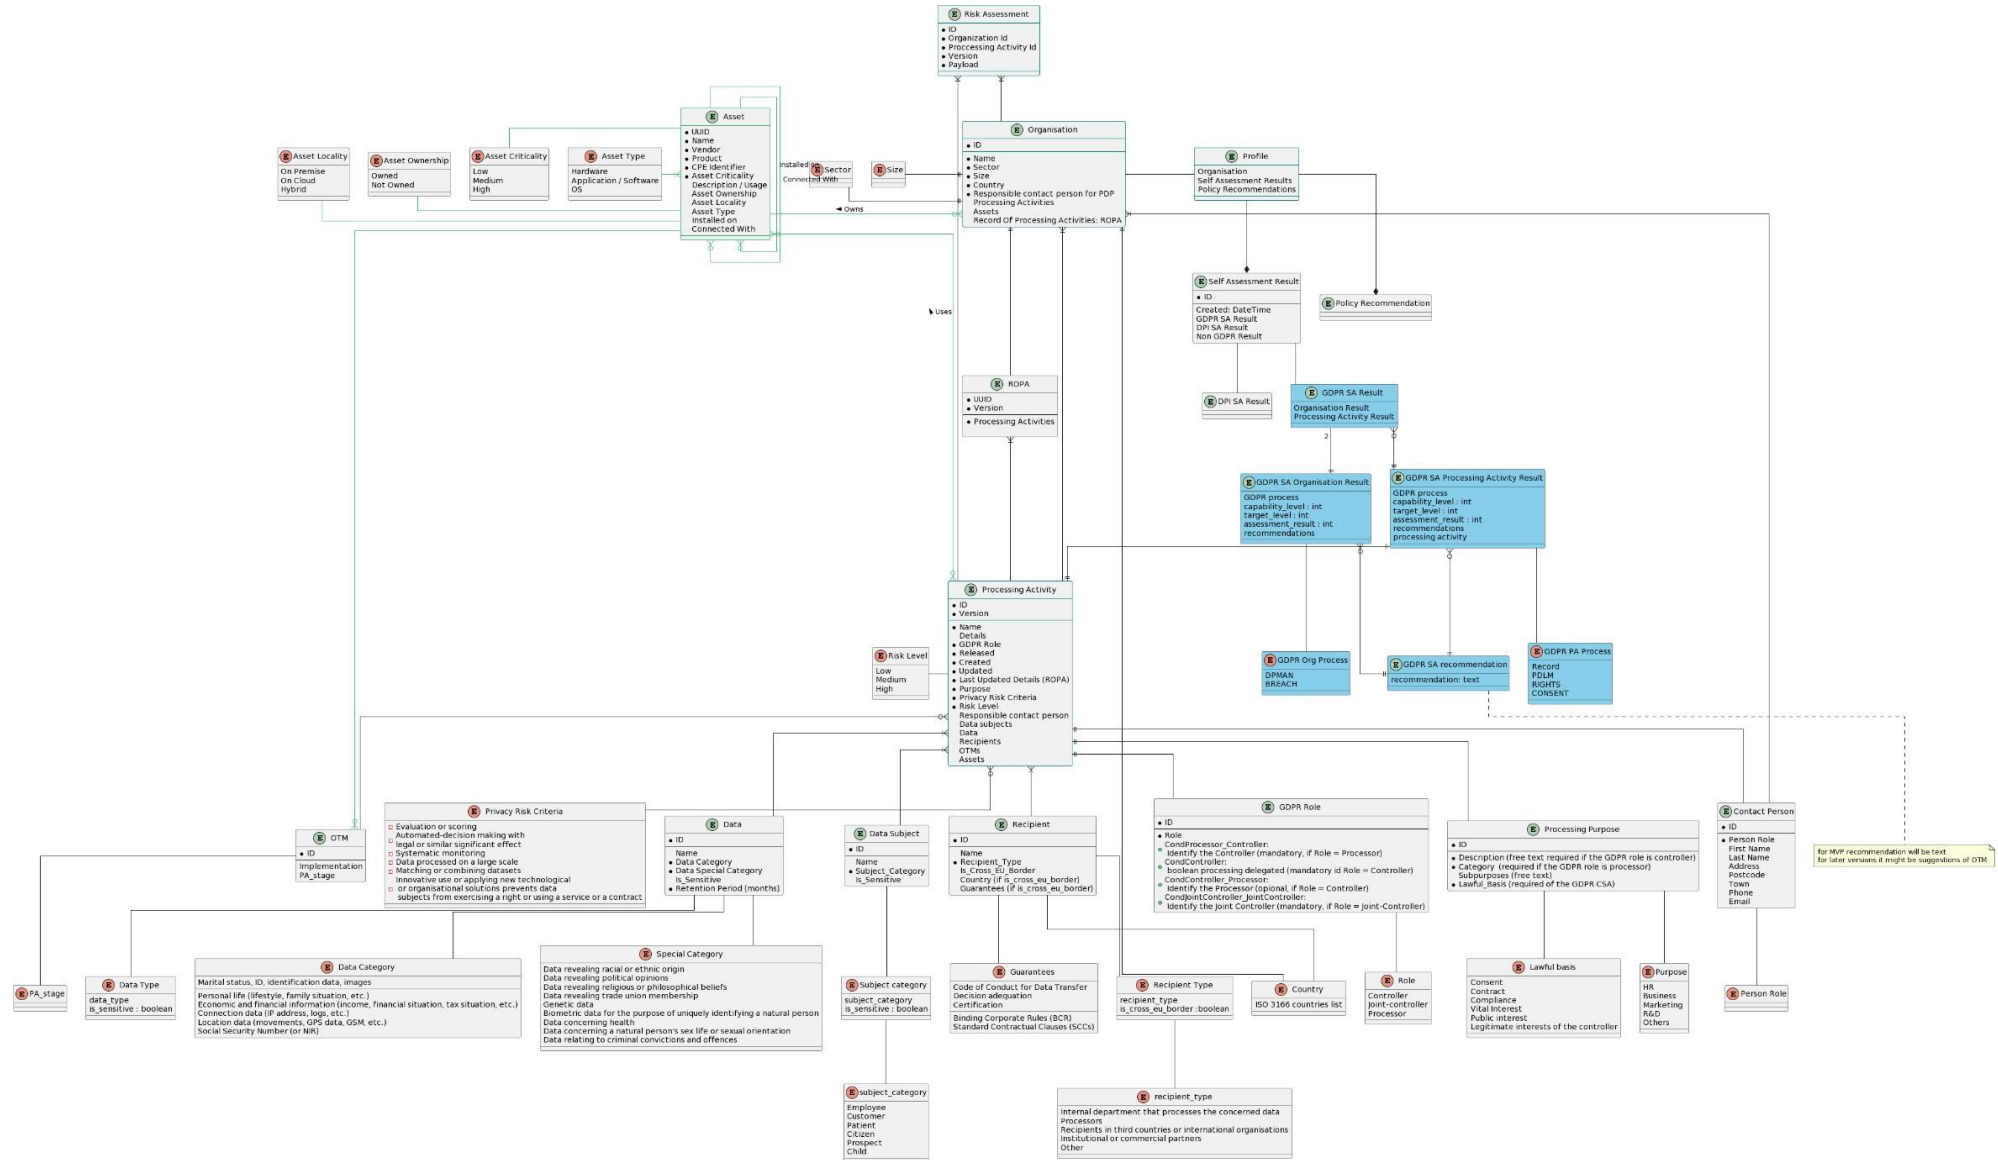 Risk Assessment
ID
Organization Id
Proccessing Activity Id
Version
Payload
Asset
UUID
Name
Vendor
Product
CPE Identifier
Asset Criticality
Description / Usage
Asset Ownership
Asset Locality
Asset Type
Installed on
Connected With
Asset Locality
On Premise
On Cloud
Hybrid
Asset Ownership
Owned
Not Owned
Asset Criticality
Low
Medium
High
Asset Type
Hardware
Application / Software
OS
Installed on
Connected With
Sector
Size
Owns
Uses
Organisation
ID
Name
Sector
Size
Country
Responsible contact person for PDP
Processing Activities
Assets
Record Of Processing Activities: ROPA
Profile
Organisation
Self Assessment Results
Policy Recommendations
Self Assessment Result
ID
Created: DateTime
GDPR SA Result
DPI SA Result
Non GDPR Result
Policy Recommendation
ROPA
UUID
Version
Processing Activities
DPI SA Result
GDPR SA Result
Organisation Result
Processing Activity Result
2
GDPR SA Organisation Result
GDPR process
capability_level : int
target_level : int
assessment_result : int
recommendations
GDPR SA Processing Activity Result
GDPR process
capability_level : int
target_level : int
assessment_result : int
recommendations
processing activity
Processing Activity
ID
Version
Name
Details
GDPR Role
Released
Created
Updated
Last Updated Details (ROPA)
Purpose
Privacy Risk Criteria
Risk Level
Responsible contact person
Data subjects
Data
Recipients
OTMs
Assets
Risk Level
Low
Medium
High
GDPR Org Process
DPMAN
BREACH
GDPR SA recommendation
recommendation: text
GDPR PA Process
Record
PDLM
RIGHTS
CONSENT
OTM
ID
Implementation
PA_stage
Privacy Risk Criteria
Evaluation or scoring
Automated-decision making with
legal or similar significant effect
Systematic monitoring
Data processed on a large scale
Matching or combining datasets
Innovative use or applying new technological
or organisational solutions prevents data
subjects from exercising a right or using a service or a contract
Data
ID
Name
Data Category
Data Special Category
Is_Sensitive
Retention Period (months)
Data Subject
ID
Name
Subject_Category
Is_Sensitive
Recipient
ID
Name
Recipient_Type
Is_Cross_EU_Border
Country (if is_cross_eu_border)
Guarantees (if is_cross_eu_border)
GDPR Role
ID
Role
CondProcessor_Controller:
Identify the Controller (mandatory, if Role = Processor)
CondController:
boolean processing delegated (mandatory id Role = Controller)
CondController_Processor:
Identify the Processor (opional, if Role = Controller)
CondJointController_JointController:
Identify the Joint Controller (mandatory, if Role = Joint-Controller)
Processing Purpose
ID
Description (free text required if the GDPR role is controller)
Category  (required if the GDPR role is processor)
Subpurposes (free text)
Lawful_Basis (required of the GDPR CSA)
Contact Person
ID
Person Role
First Name
Last Name
Address
Postcode
Town
Phone
Email
for MVP recommendation will be text
for later versions it might be suggestions of OTM
PA_stage
Data Type
data_type
is_sensitive : boolean
Data Category
Marital status, ID, identification data, images
Personal life (lifestyle, family situation, etc.)
Economic and financial information (income, financial situation, tax situation, etc.)
Connection data (IP address, logs, etc.)
Location data (movements, GPS data, GSM, etc.)
Social Security Number (or NIR)
Special Category
Data revealing racial or ethnic origin
Data revealing political opinions
Data revealing religious or philosophical beliefs
Data revealing trade union membership
Genetic data
Biometric data for the purpose of uniquely identifying a natural person
Data concerning health
Data concerning a natural person's sex life or sexual orientation
Data relating to criminal convictions and offences
Subject category
subject_category
is_sensitive : boolean
Guarantees
Code of Conduct for Data Transfer
Decision adequation
Certification
Binding Corporate Rules (BCR)
Standard Contractual Clauses (SCCs)
Recipient Type
recipient_type
is_cross_eu_border :boolean
Country
ISO 3166 countries list
Role
Controller
Joint-controller
Processor
Lawful basis
Consent
Contract
Compliance
Vital Interest
Public interest
Legitimate interests of the controller
Purpose
HR
Business
Marketing
R&D
Others
Person Role
subject_category
Employee
Customer
Patient
Citizen
Prospect
Child
recipient_type
Internal department that processes the concerned data
Processors
Recipients in third countries or international organisations
Institutional or commercial partners
Other